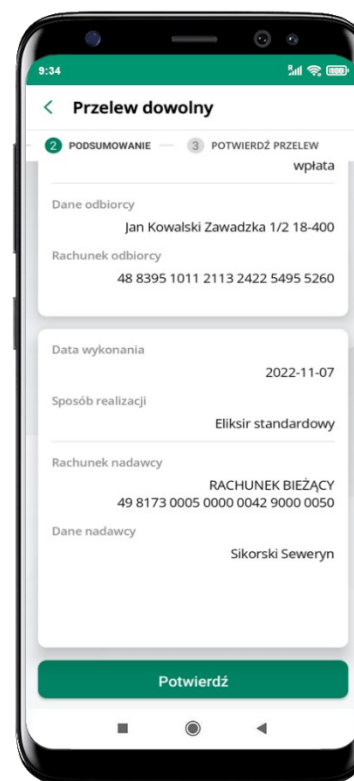 9:34
100
Przelew dowolny
2 PODSUMOWANIE 3 POTWIERDŹ PRZELEW
wpłata
Dane odbiorcy
Jan Kowalski Zawadzka 1/2 18-400
Rachunek odbiorcy
48 8395 1011 2113 2422 5495 5260
Data wykonania
2022-11-07
Sposób realizacji
Eliksir standardowy
Rachunek nadawcy
RACHUNEK BIEŻĄCY
49 8173 0005 0000 0042 9000 0050
Dane nadawcy
Sikorski Seweryn
Potwierdź